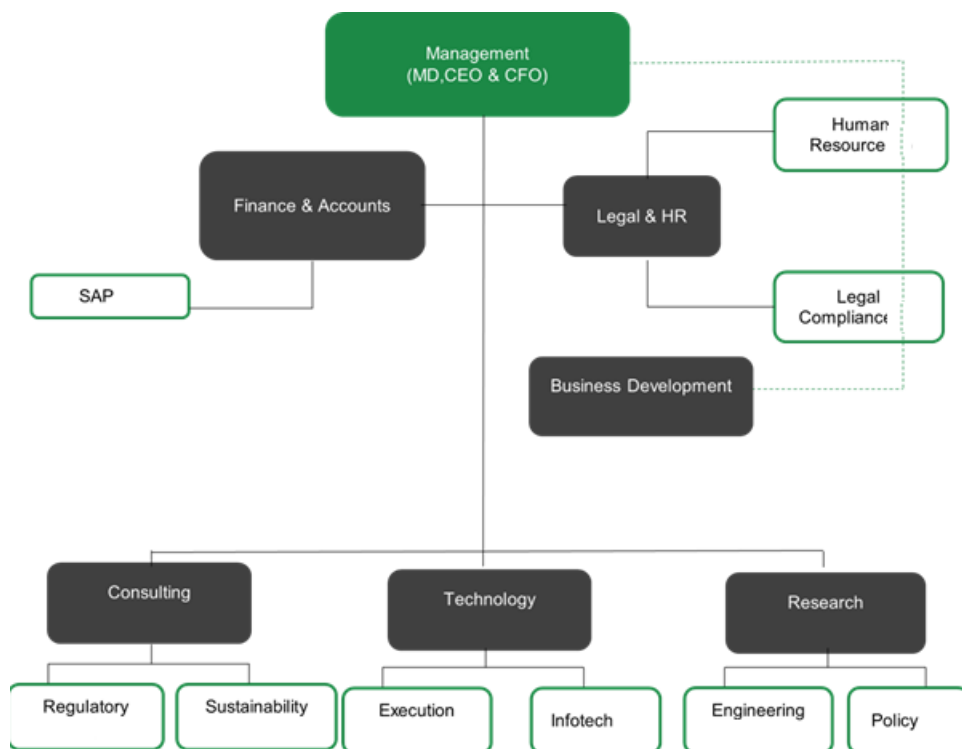 Management
(MD,CEO & CFO)
Human
Resource
Finance & Accounts
Legal & HR
SAP
Legal
Compliance
Business Development
Consulting
Technology
Research
Regulatory
Sustainability
Execution
Infotech
Engineering
Policy